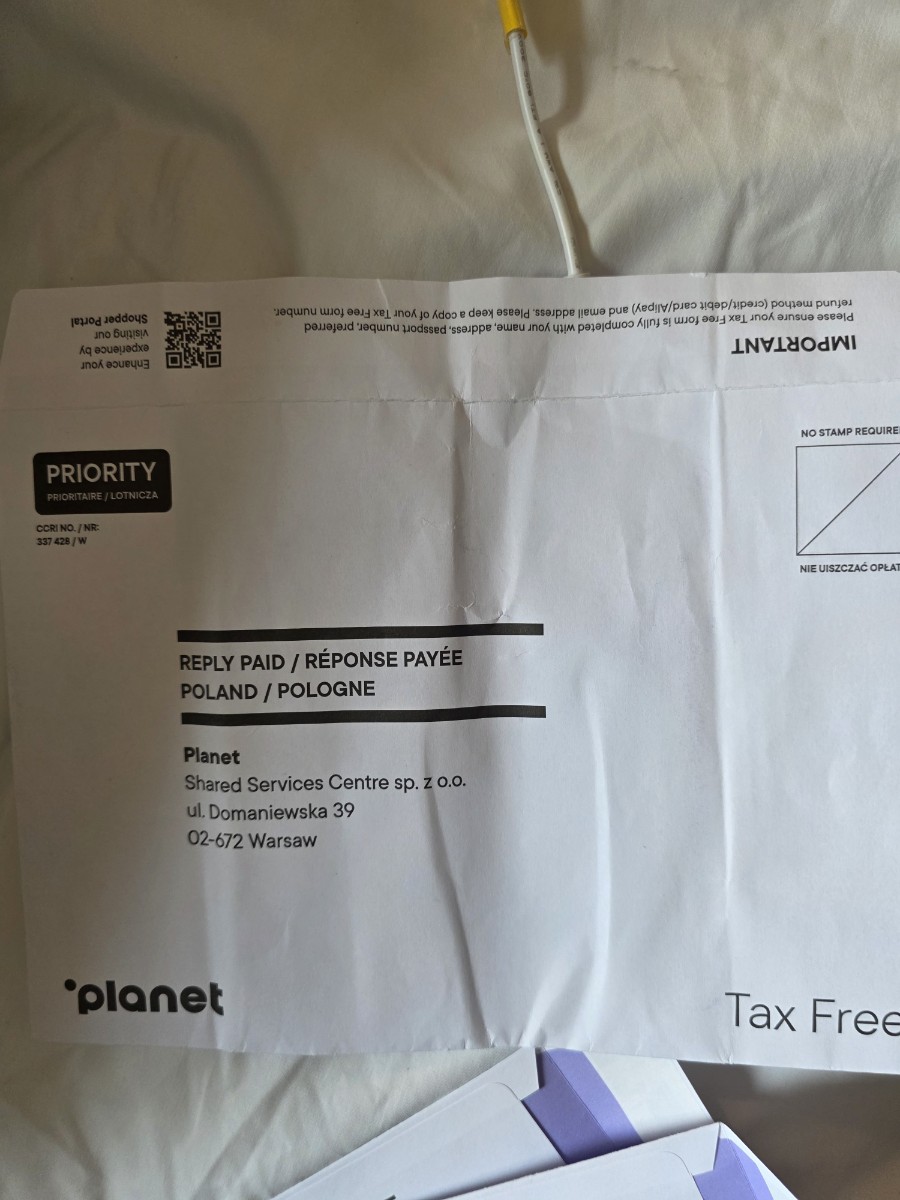 IMPORTANT
Please ensure your Tax Free form is fully completed with your name, address, passport number, preferred
refund method (credit/debit card/Alipay) and email address. Please keep a copy of your Tax Free form number.
Enhance your
experience by
visiting our
Shopper Portal
PRIORITY
PRIORITAIRE / LOTNICZA
CCRI NO. / NR:
337 428 / W
NO STAMP REQUIRE
NIE UISZCZAĆ OPŁAT
REPLY PAID / RÉPONSE PAYÉE
POLAND / POLOGNE
Planet
Shared Services Centre sp. z o.o.
ul. Domaniewska 39
02-672 Warsaw
planet
Tax Free